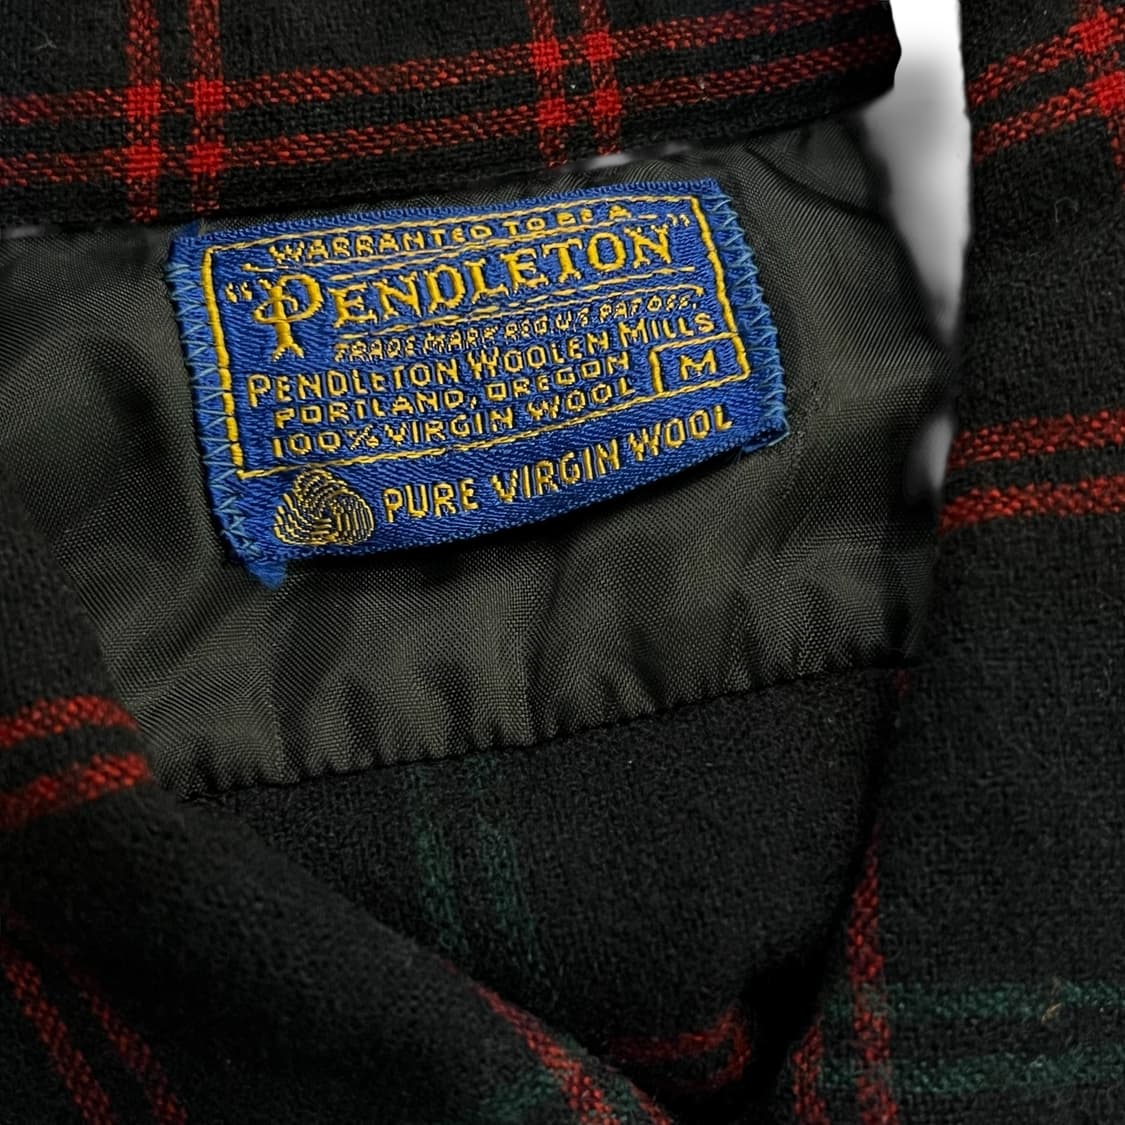 WARRANTED TO BE A
"PENDLETON"
TRADE MARK REG. U.S. PAT. OFF.
PENDLETON WOOLEN MILLS
PORTLAND, OREGON
M
100% VIRGIN WOOL
PURE VIRGIN WOOL